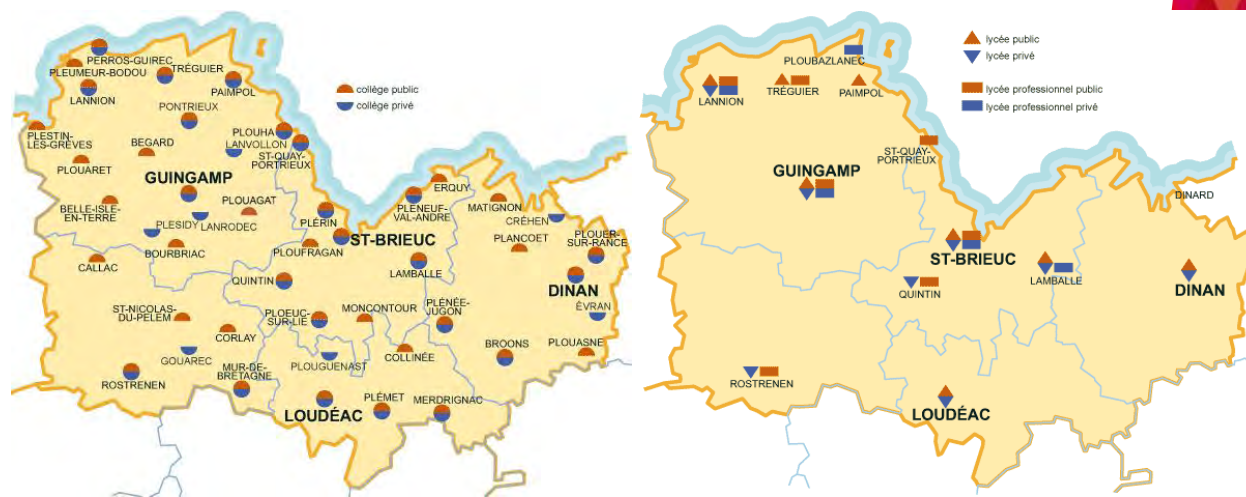 PERROS-GUIREC
PLEUMEUR-BODOU
TRÉGUIER
LANNION
PAIMPOL
collège public
collège privé
PONTRIEUX
PLESTIN-
LES-GRÈVES
PLOUHA
LANVOLLON
BEGARD
ST-QUAY-
PORTRIEUX
PLOUARET
GUINGAMP
ERQUY
BELLE-ISLE-
EN-TERRE
PLOUAGAT
PLENEUF-
VAL-ANDRE
MATIGNON
PLESIDY
LANRODEC
PLÉRIN
CRÉHEN
BOURBRIAC
ST-BRIEUC
PLOUFRAGAN
PLANCOET
PLOUER-
SUR-RANCE
CALLAC
QUINTIN
LAMBALLE
DINAN
ST-NICOLAS-
DU-PELEM
PLOEUC-
SUR-LIE
MONCONTOUR
PLÉNÉE-
JUGON
ÉVRAN
CORLAY
GOUAREC
PLOUGUENAST
COLLINÉE
BROONS
PLOUASNE
ROSTRENEN
MUR-DE-
BRETAGNE
LOUDÉAC
PLÉMET
MERDRIGNAC
lycée public
lycée privé
lycée professionnel public
lycée professionnel privé
PLOUBAZLANEC
LANNION
TRÉGUIER
PAIMPOL
ST-QUAY-
PORTRIEUX
GUINGAMP
DINARD
ST-BRIEUC
LAMBALLE
QUINTIN
DINAN
ROSTRENEN
LOUDÉAC